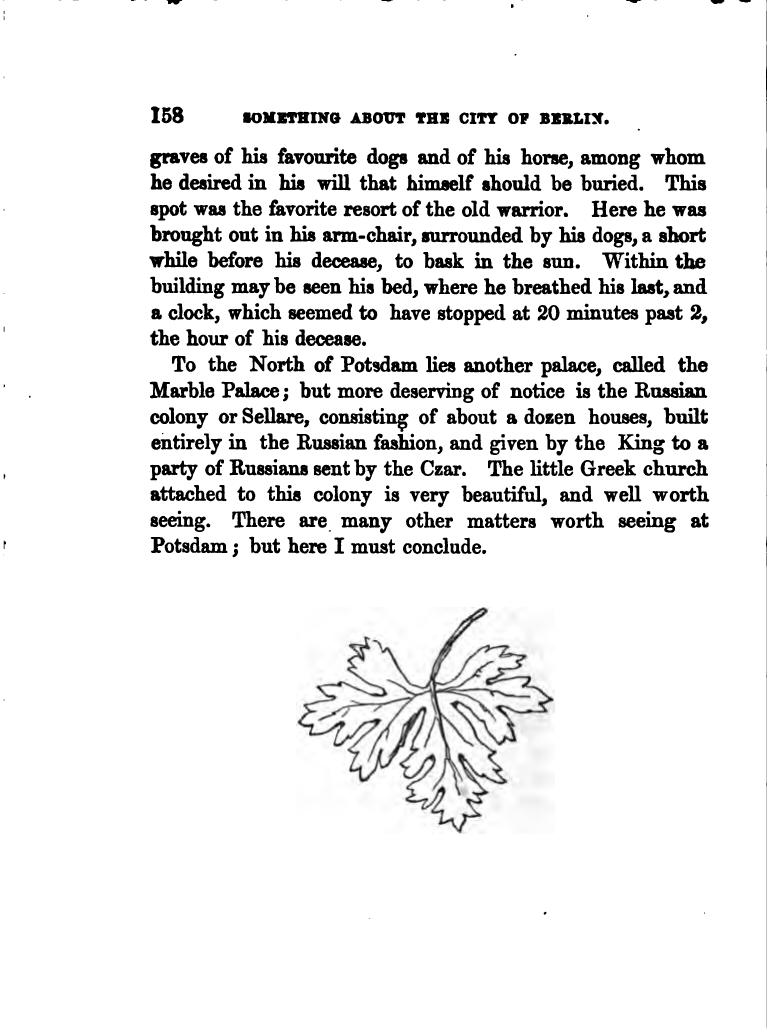 158 SOMETHING ABOUT THE CITY OF BERLIN.
graves of his favourite dogs and of his horse, among whom
he desired in his will that himself should be buried. This
spot was the favorite resort of the old warrior. Here he was
brought out in his arm-chair, surrounded by his dogs, a short
while before his decease, to bask in the sun. Within the
building may be seen his bed, where he breathed his last, and
a clock, which seemed to have stopped at 20 minutes past 2,
the hour of his decease.
To the North of Potsdam lies another palace, called the
Marble Palace; but more deserving of notice is the Russian
colony or Sellare, consisting of about a dozen houses, built
entirely in the Russian fashion, and given by the King to a
party of Russians sent by the Czar. The little Greek church
attached to this colony is very beautiful, and well worth
seeing. There are many other matters worth seeing at
Potsdam; but here I must conclude.